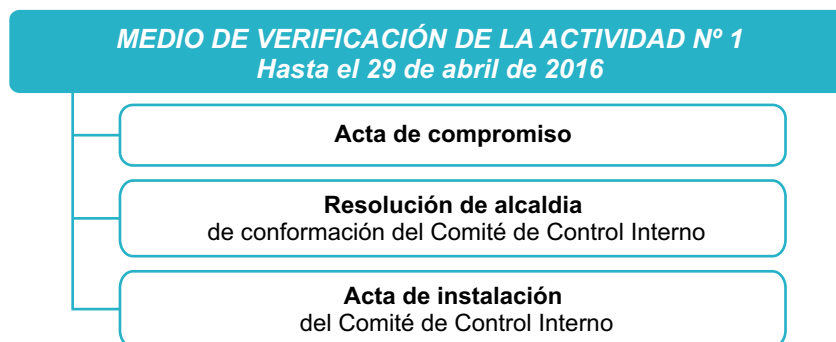 MEDIO DE VERIFICACIÓN DE LA ACTIVIDAD Nº 1
Hasta el 29 de abril de 2016
Acta de compromiso
Resolución de alcaldia
de conformación del Comité de Control Interno
Acta de instalación
del Comité de Control Interno